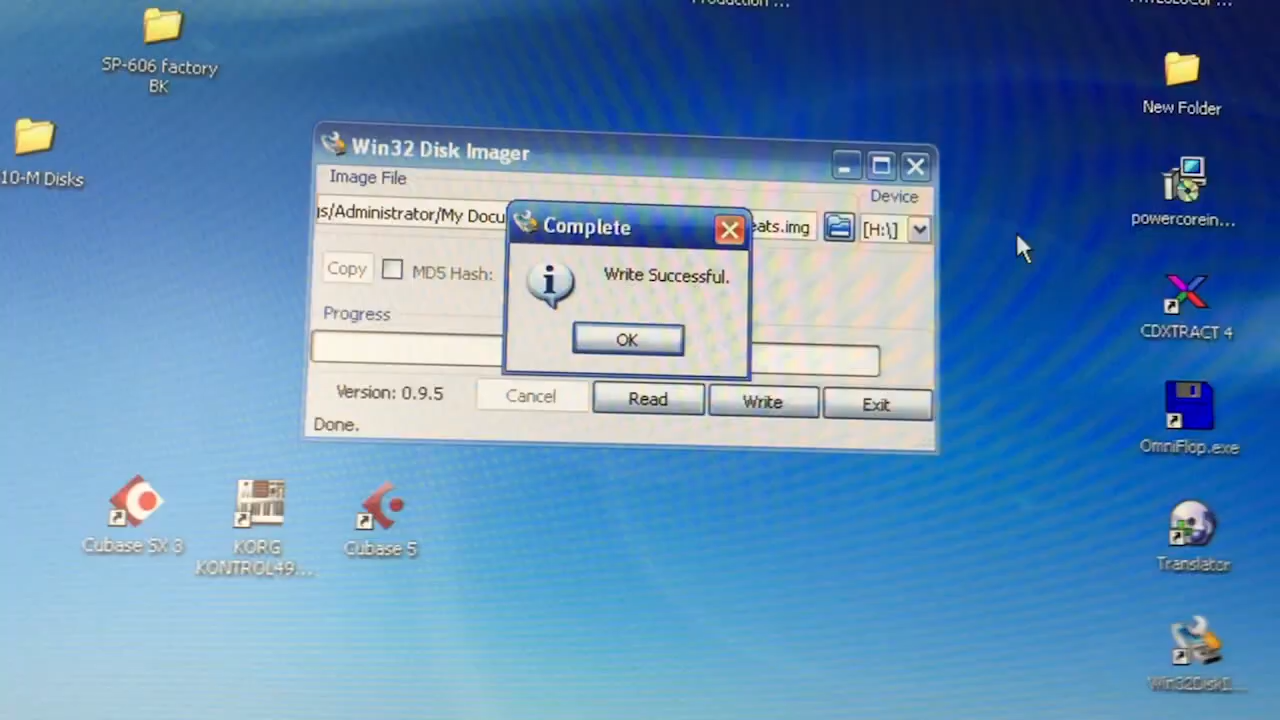 Production ...
SP-606 factory
BK
New Folder
10-M Disks
Win32 Disk Imager
Image File
Device
/Administrator/My Docu
eats.img
[H:\]
Complete
Write Successful.
OK
Copy
MD5 Hash:
Progress
Version: 0.9.5
Cancel
Read
Write
Exit
Done.
powercorein...
CDXTRACT 4
OmniFlop.exe
Cubase SX 3
KORG
KONTROL49...
Cubase 5
Translator
Win32DiskI...